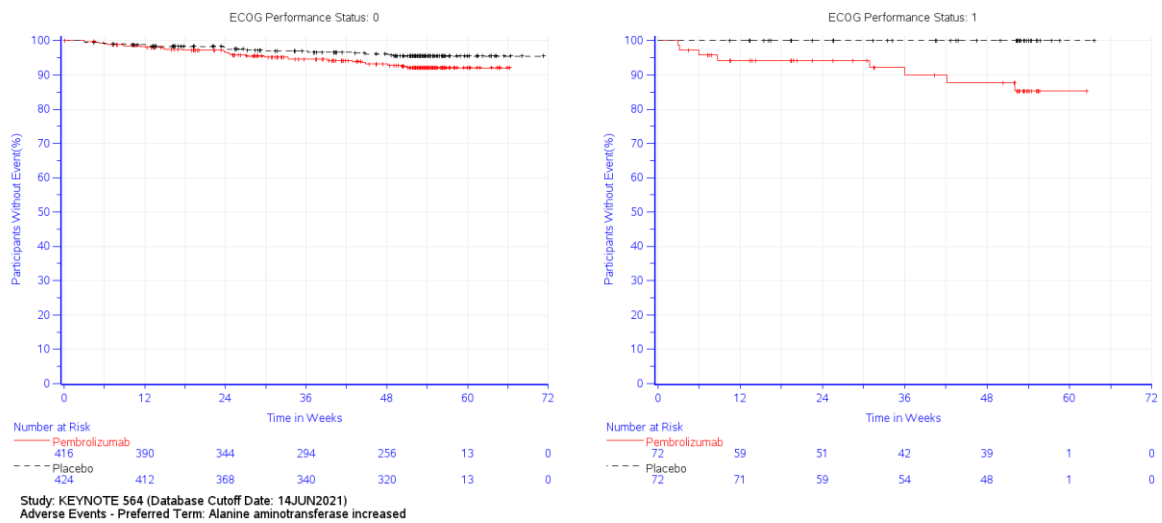 ECOG Performance Status: 0
Participants Without Event(%)
100
90
80
70
60
50
40
30
20
10
0
0 12 24 36 48 60 72
Time in Weeks
Number at Risk
Pembrolizumab
416 390 344 294 256 13 0
Placebo
424 412 368 340 320 13 0
ECOG Performance Status: 1
Participants Without Event(%)
100
90
80
70
60
50
40
30
20
10
0
0 12 24 36 48 60 72
Time in Weeks
Number at Risk
Pembrolizumab
72 59 51 42 39 1 0
Placebo
72 71 59 54 48 1 0
Study: KEYNOTE 564 (Database Cutoff Date: 14JUN2021)
Adverse Events - Preferred Term: Alanine aminotransferase increased